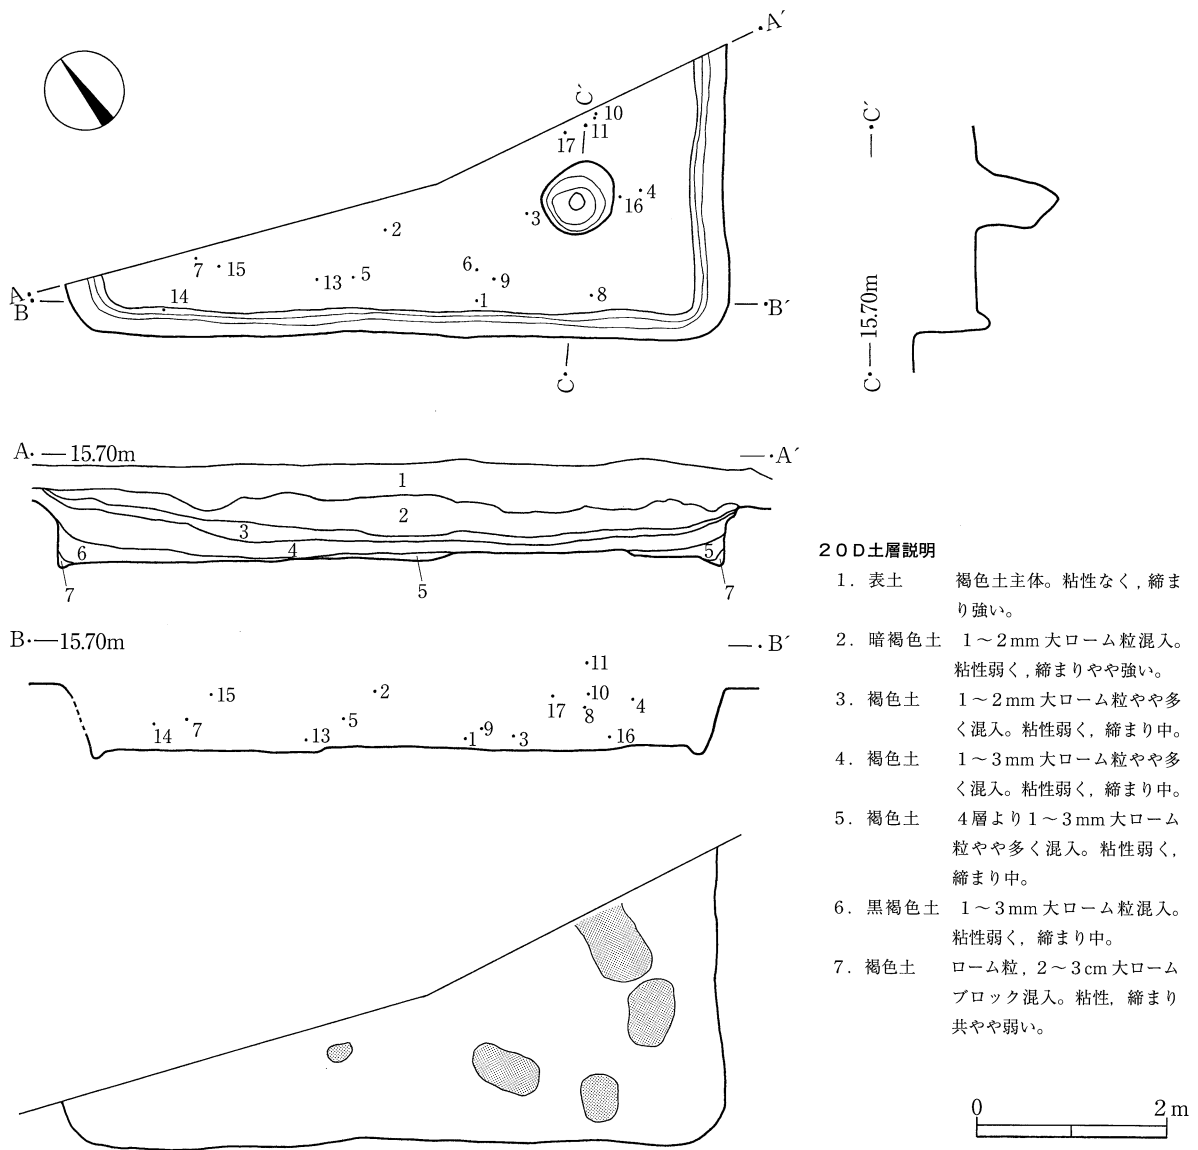 A´
C´
10
11
17
4
16
3
2
7
15
13
5
6
9
14
1
8
A
B
B´
C
C´
15.70m
C
A 15.70m
A´
1
2
3
4
5
6
5
7
7
B 15.70m
B´
11
15
2
10
17
8
4
14
7
5
13
1
9
3
16
20D土層説明
1．表土 褐色土主体。粘性なく，締ま
り強い。
2．暗褐色土 1～2mm大ローム粒混入。
粘性弱く，締まりやや強い。
3．褐色土 1～2mm大ローム粒やや多
く混入。粘性弱く，締まり中。
4．褐色土 1～3mm大ローム粒やや多
く混入。粘性弱く，締まり中。
5．褐色土 4層より1～3mm大ローム
粒やや多く混入。粘性弱く，
締まり中。
6．黒褐色土 1～3mm大ローム粒混入。
粘性弱く，締まり中。
7．褐色土 ローム粒，2～3cm大ローム
ブロック混入。粘性，締まり
共やや弱い。
0 2m